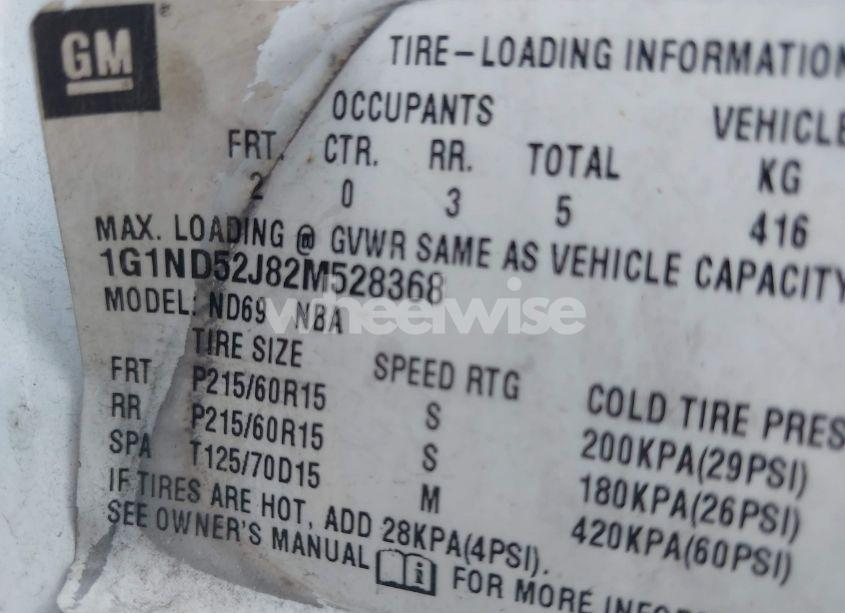 GM
TIRE-LOADING INFORMATION
OCCUPANTS VEHICLE
FRT. CTR. RR. TOTAL KG
2 0 3 5 416
MAX. LOADING @ GVWR SAME AS VEHICLE CAPACITY
1G1ND52J82M528368
MODEL: ND69 NBA
wheelwise
TIRE SIZE SPEED RTG COLD TIRE PRES
FRT P215/60R15 S 200KPA(29PSI)
RR P215/60R15 S 180KPA(26PSI)
SPA T125/70D15 M 420KPA(60PSI)
IF TIRES ARE HOT, ADD 28KPA(4PSI).
SEE OWNER'S MANUAL i FOR MORE INFOR